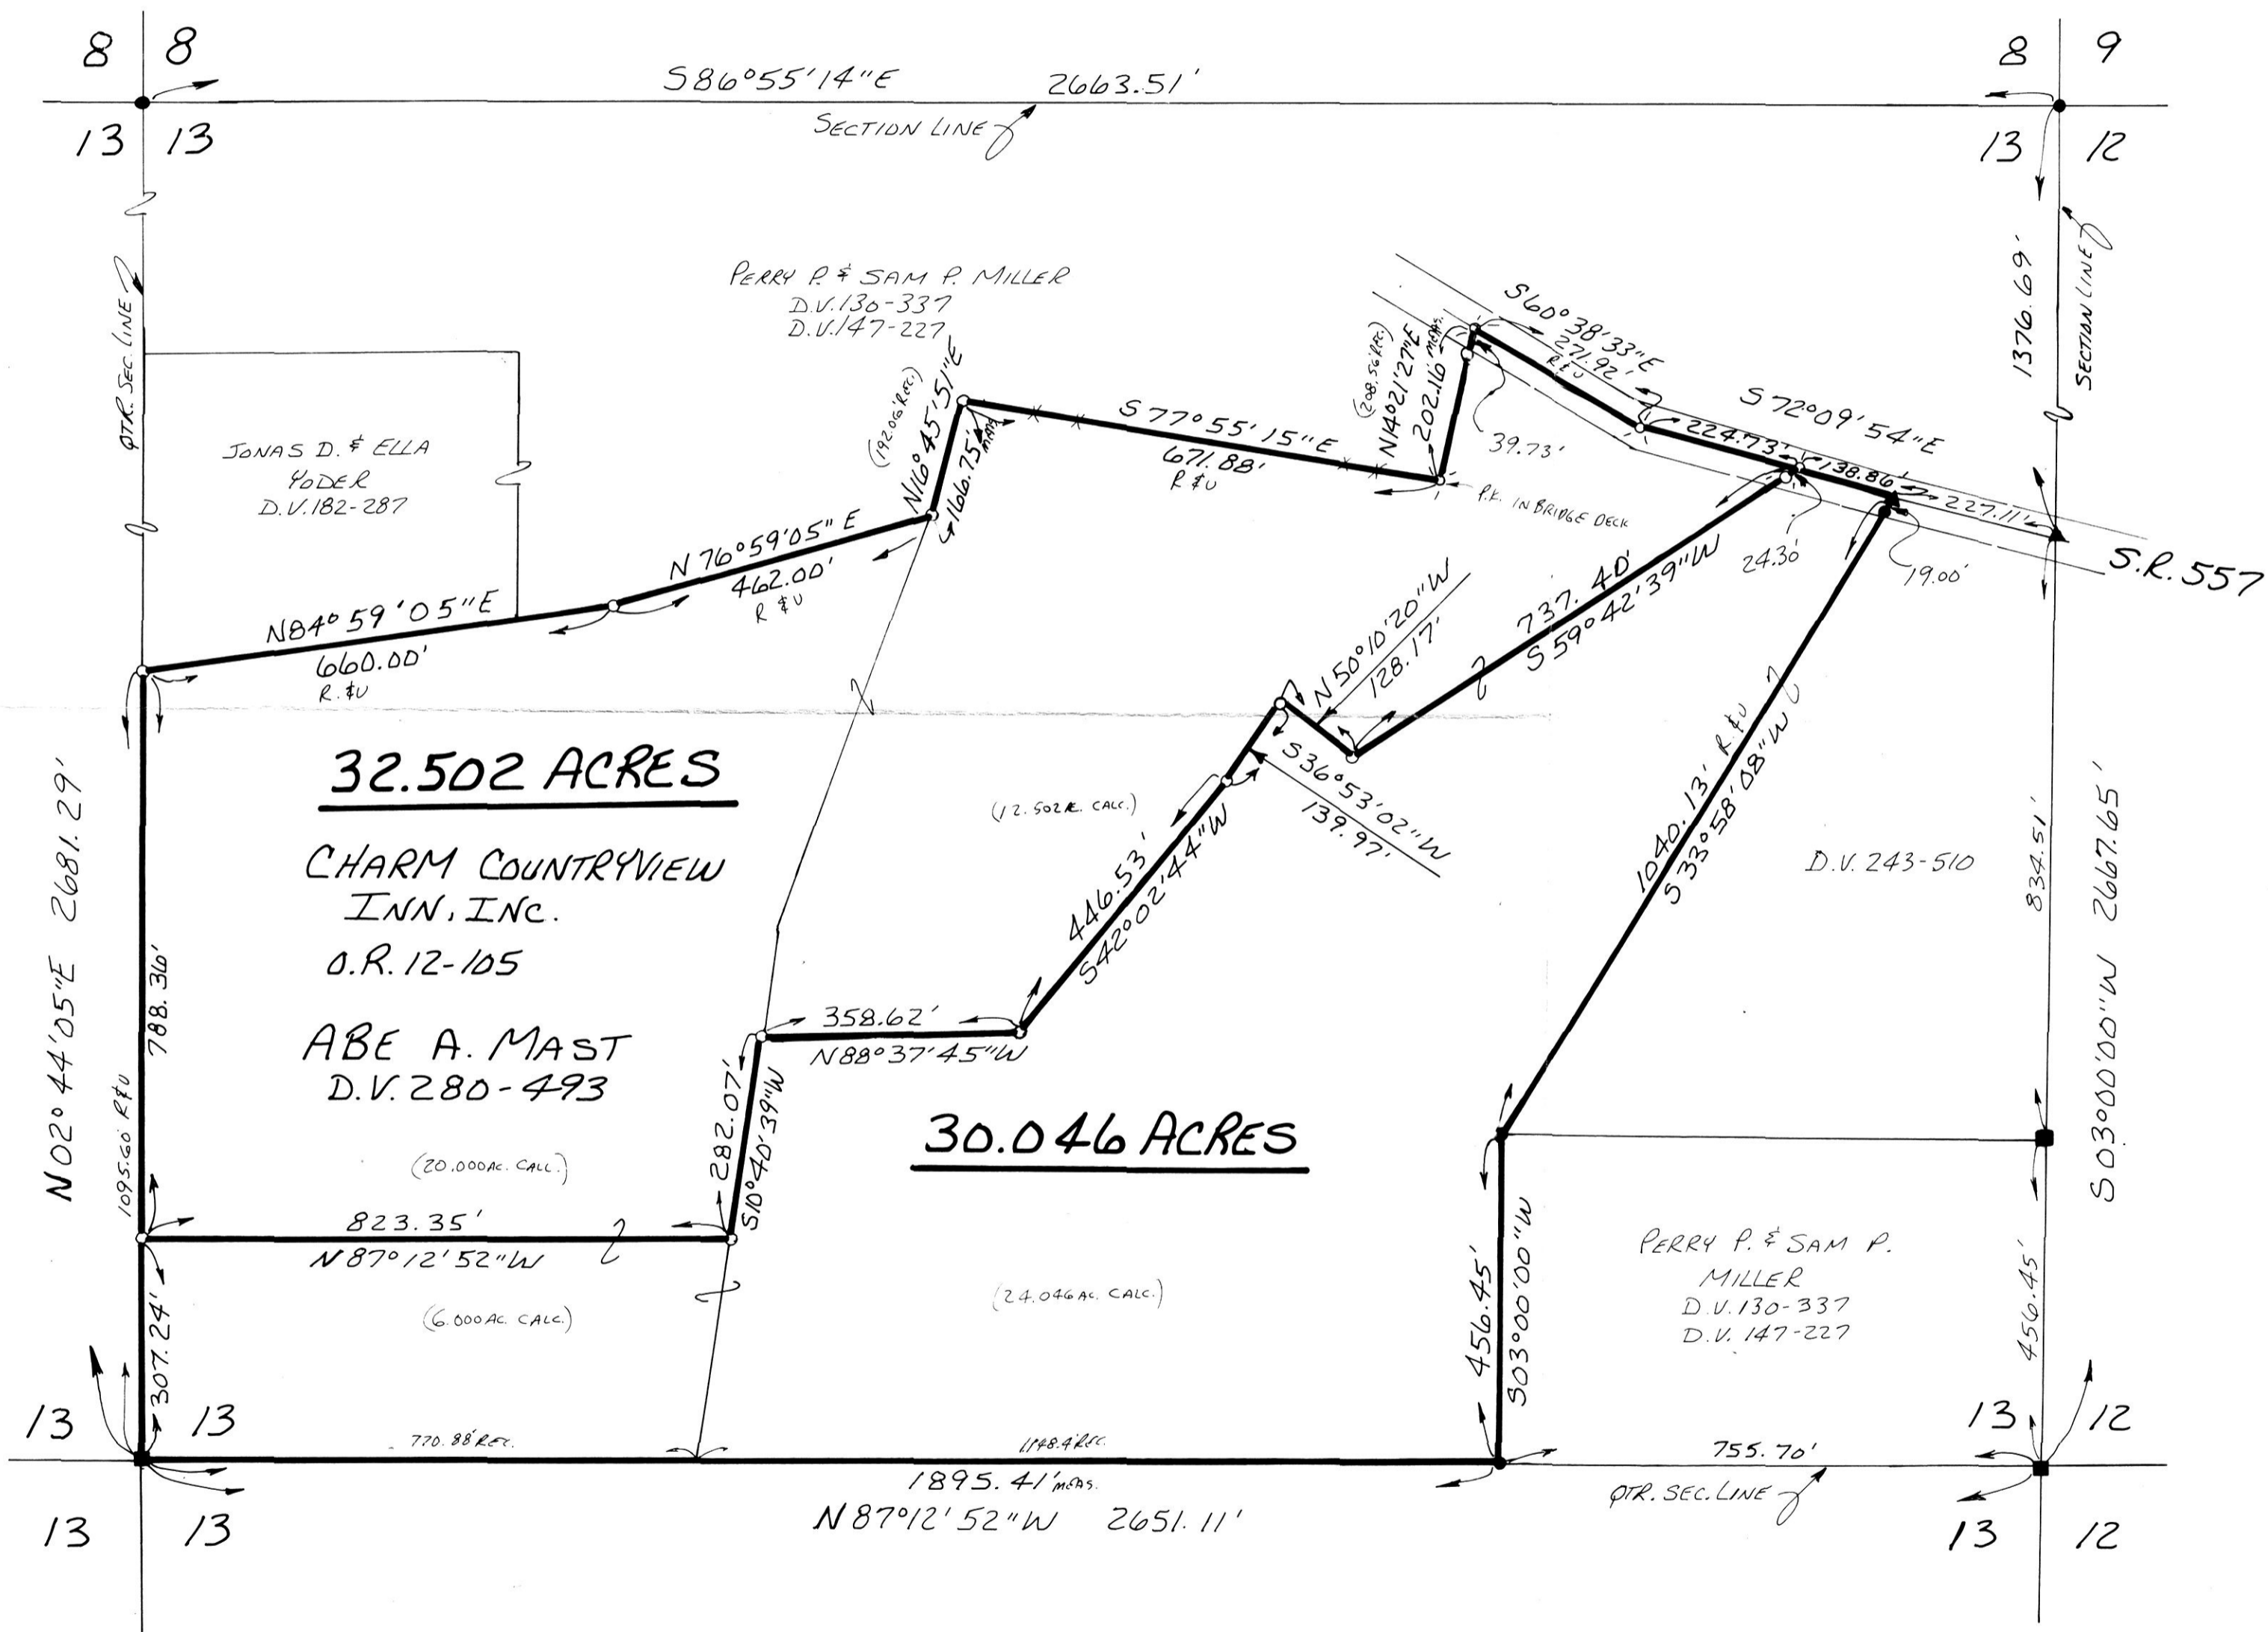 8 8
8 9
S86°55'14"E 2663.51'
SECTION LINE
13 13
13 12
QTR. SEC. LINE
PERRY P. & SAM P. MILLER
D.V.130-337
D.V.147-227
JONAS D. & ELLA
YODER
D.V.182-287
N84°59'05"E
660.00'
R.&U
N76°59'05"E
462.00'
R&U
(192.06'REC.)
N16°45'51"E
166.75' MEAS.
S77°55'15"E
671.88'
R&U
(208.56'REC.)
N14°21'27"E
202.16' MEAS.
39.73'
P.K. IN BRIDGE DECK
S60°38'33"E
271.92'
R&U
S72°09'54"E
224.73'
138.86'
227.11'
24.30'
19.00'
S.R. 557
1376.69'
SECTION LINE
737.40'
S59°42'39"W
N50°10'20"W
128.17'
S36°53'02"W
139.97'
446.53'
S42°02'44"W
1040.13' R&U
S33°58'08"W
D.V. 243-510
834.51'
S03°00'00"W 2667.65'
N02°44'05"E 2681.29'
788.36'
1095.60' R&U
32.502 ACRES
CHARM COUNTRYVIEW
INN, INC.
O.R. 12-105
ABE A. MAST
D.V. 280-493
(20.000AC. CALC.)
(12.502AC. CALC.)
358.62'
N88°37'45"W
282.07'
S10°40'39"W
30.046 ACRES
823.35'
N87°12'52"W
(6.000AC. CALC.)
(24.046AC. CALC.)
307.24'
456.45'
S03°00'00"W
PERRY P. & SAM P.
MILLER
D.V.130-337
D.V. 147-227
456.45'
13 13
13 12
770.88'REC.
1148.4'REC.
1895.41' MEAS.
755.70'
QTR. SEC. LINE
N87°12'52"W 2651.11'
13 13
13 12